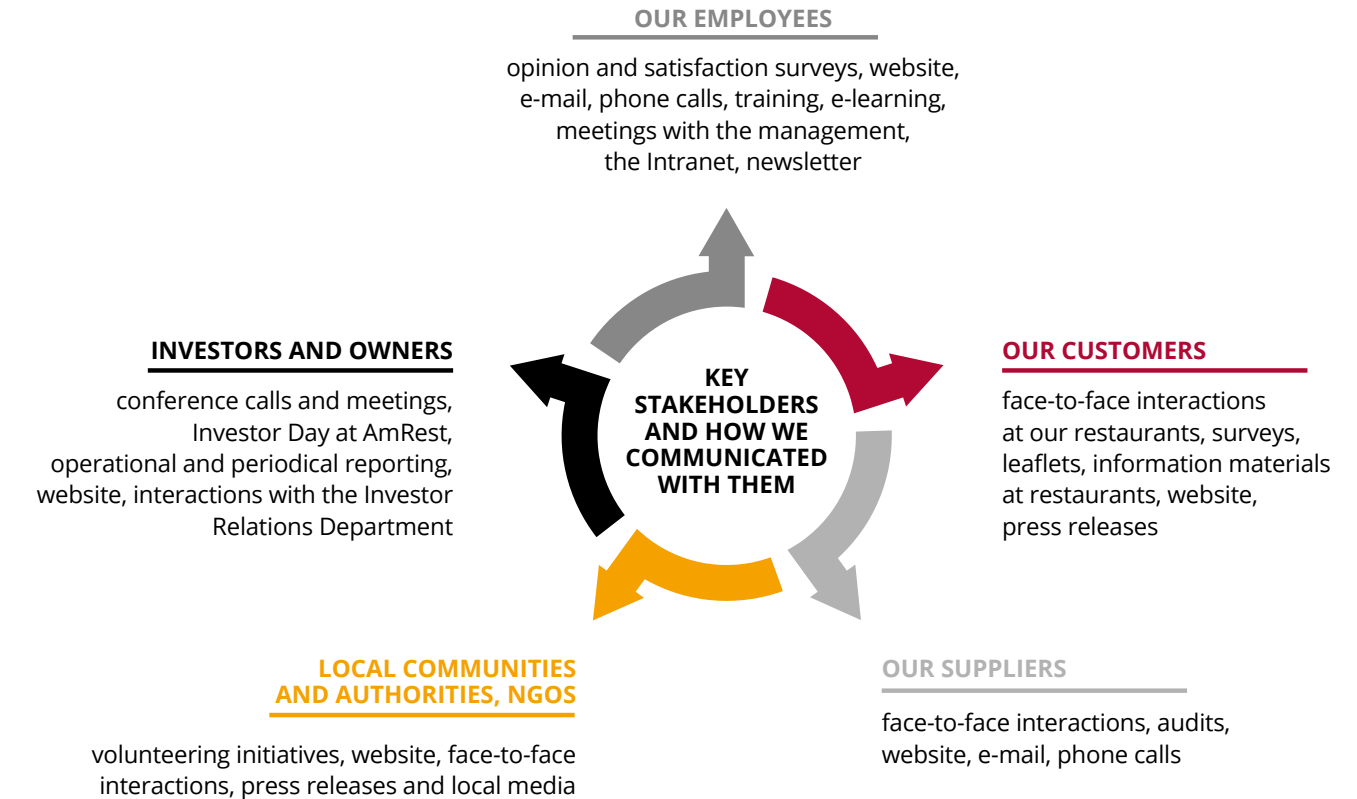 OUR EMPLOYEES
opinion and satisfaction surveys, website,
e-mail, phone calls, training, e-learning,
meetings with the management,
the Intranet, newsletter
INVESTORS AND OWNERS
conference calls and meetings,
Investor Day at AmRest,
operational and periodical reporting,
website, interactions with the Investor
Relations Department
KEY
STAKEHOLDERS
AND HOW WE
COMMUNICATED
WITH THEM
OUR CUSTOMERS
face-to-face interactions
at our restaurants, surveys,
leaflets, information materials
at restaurants, website,
press releases
LOCAL COMMUNITIES
AND AUTHORITIES, NGOS
volunteering initiatives, website, face-to-face
interactions, press releases and local media
OUR SUPPLIERS
face-to-face interactions, audits,
website, e-mail, phone calls